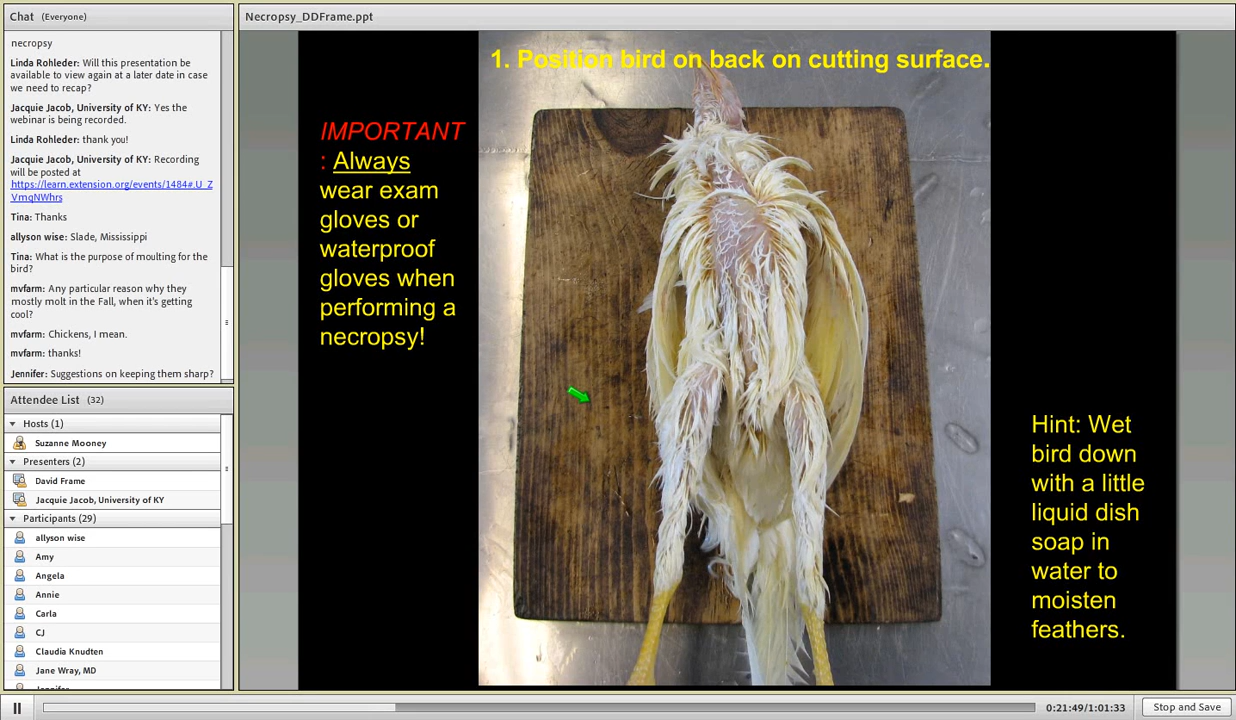 Chat (Everyone)
necropsy
Linda Rohleder: Will this presentation be
available to view again at a later date in case
we need to recap?
Jacquie Jacob, University of KY: Yes the
webinar is being recorded.
Linda Rohleder: thank you!
Jacquie Jacob, University of KY: Recording
will be posted at
https://learn.extension.org/events/1484#.U_Z
VmqNWhrs
Tina: Thanks
allyson wise: Slade, Mississippi
Tina: What is the purpose of moulting for the
bird?
mvfarm: Any particular reason why they
mostly molt in the Fall, when it's getting
cool?
mvfarm: Chickens, I mean.
mvfarm: thanks!
Jennifer: Suggestions on keeping them sharp?
Attendee List (32)
Hosts (1)
Suzanne Mooney
Presenters (2)
David Frame
Jacquie Jacob, University of KY
Participants (29)
allyson wise
Amy
Angela
Annie
Carla
CJ
Claudia Knudten
Jane Wray, MD
Necropsy_DDFrame.ppt
1. Position bird on back on cutting surface.
IMPORTANT
: Always
wear exam
gloves or
waterproof
gloves when
performing a
necropsy!
Hint: Wet
bird down
with a little
liquid dish
soap in
water to
moisten
feathers.
0:21:49/1:01:33
Stop and Save